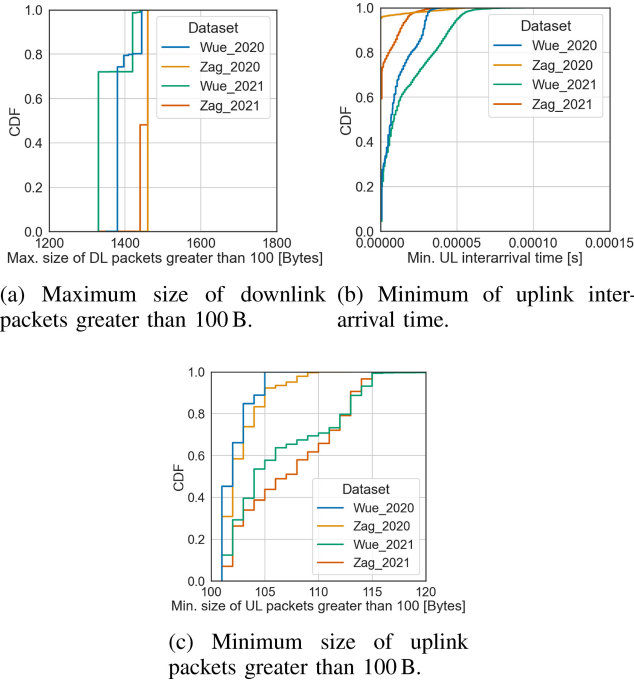 1.0
0.8
0.6
0.4
0.2
0.0
CDF
1200 1400 1600 1800
Max. size of DL packets greater than 100 [Bytes]
Dataset
Wue_2020
Zag_2020
Wue_2021
Zag_2021
(a) Maximum size of downlink
packets greater than 100 B.
1.0
0.8
0.6
0.4
0.2
0.0
CDF
0.00000 0.00005 0.00010 0.00015
Min. UL interarrival time [s]
Dataset
Wue_2020
Zag_2020
Wue_2021
Zag_2021
(b) Minimum of uplink inter-
arrival time.
1.0
0.8
0.6
0.4
0.2
0.0
CDF
100 105 110 115 120
Min. size of UL packets greater than 100 [Bytes]
Dataset
Wue_2020
Zag_2020
Wue_2021
Zag_2021
(c) Minimum size of uplink
packets greater than 100 B.